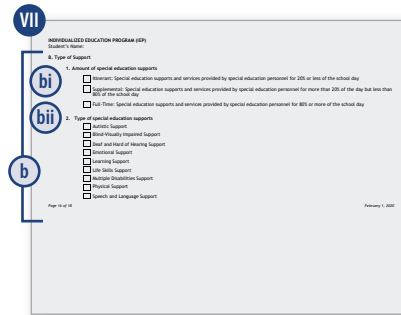 VII
INDIVIDUALIZED EDUCATION PROGRAM (IEP)
Student's Name:
B. Type of Support
1. Amount of special education supports
bi
Itinerant: Special education supports and services provided by special education personnel for 20% or less of the school day
Supplemental: Special education supports and services provided by special education personnel for more than 20% of the day but less than
80% of the school day
Full-Time: Special education supports and services provided by special education personnel for 80% or more of the school day
bii
2. Type of special education supports
Autistic Support
Blind-Visually Impaired Support
Deaf and Hard of Hearing Support
Emotional Support
Learning Support
b
Life Skills Support
Multiple Disabilities Support
Physical Support
Speech and Language Support
Page 16 of 18 February 1, 2020